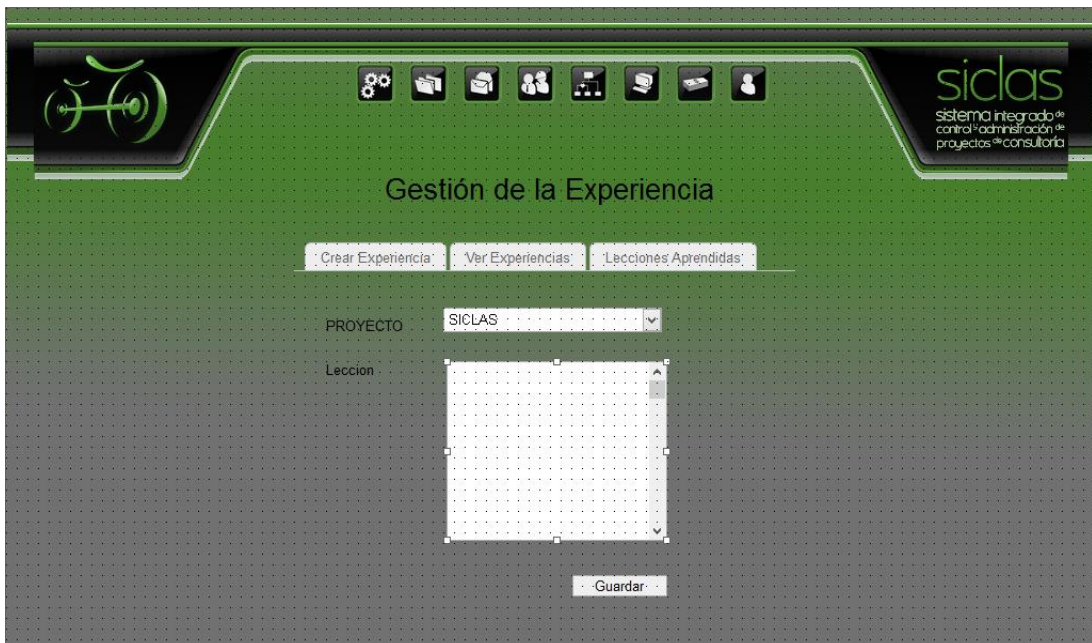 siclas
sistema integrado de
control y administración de
proyectos de consultoría
Gestión de la Experiencia
Crear Experiencia
Ver Experiencias
Lecciones Aprendidas
PROYECTO
SICLAS
Leccion
Guardar